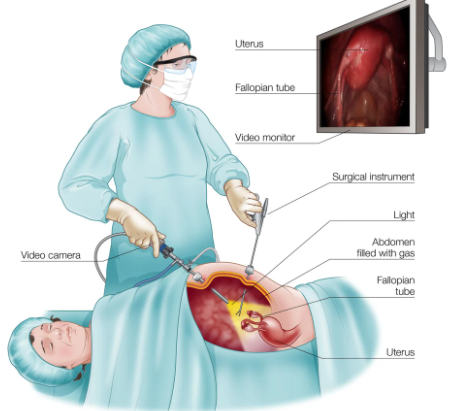 Uterus
Fallopian tube
Video monitor
Surgical instrument
Light
Abdomen
filled with gas
Video camera
Fallopian
tube
Uterus